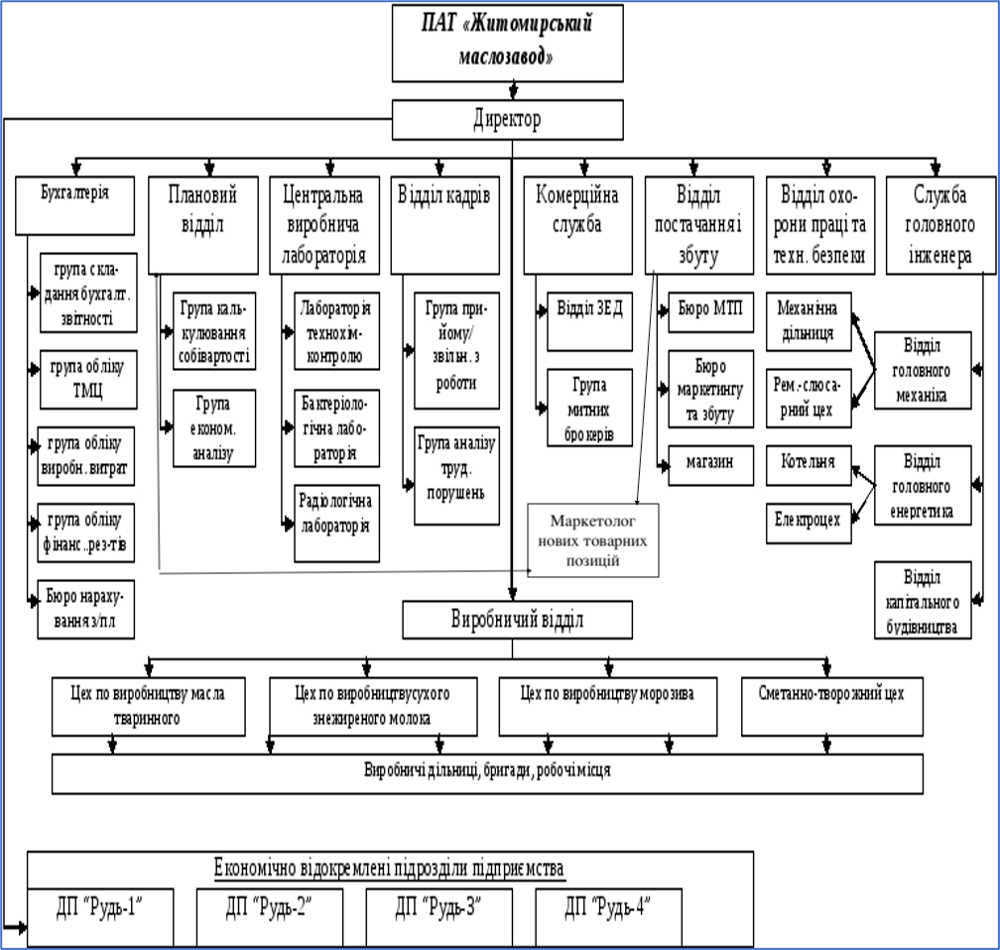 ПАТ «Житомирський
маслозавод»
Директор
Бухгалтерія
Плановий
відділ
Центральна
виробнича
лабораторія
Відділ кадрів
Комерційна
служба
Відділ
постачання і
збуту
Відділ охо-
рони праці та
техн. безпеки
Служба
головного
інженера
група скла-
дання бухгалт.
звітності
група обліку
ТМЦ
група обліку
виробн. витрат
група обліку
фінанс..рез-тів
Бюро нараху-
вання з/пл
Група каль-
кулювання
собівартості
Група
економ.
аналізу
Лабораторія
технохім-
контролю
Бактеріоло-
гічна лабо-
раторія
Радіологічна
лабораторія
Група при-
йому/
звільн. з
роботи
Група аналізу
труд.
порушень
Відділ ЗЕД
Група
митних
брокерів
Бюро МТП
Бюро
маркетингу
та збуту
магазин
Маркетолог
нових товарних
позицій
Механічна
дільниця
Рем.-слюса-
рний цех
Котельня
Електроцех
Відділ
головного
механіка
Відділ
головного
енергетика
Відділ
капітального
будівництва
Виробничий відділ
Цех по виробництву масла
тваринного
Цех по виробництвусухого
знежиреного молока
Цех по виробництву морозива
Сметанно-творожний цех
Виробничі дільниці, бригади, робочі місця
Економічно відокремлені підрозділи підприємства
ДП “Рудь-1”
ДП “Рудь-2”
ДП “Рудь-3”
ДП “Рудь-4”